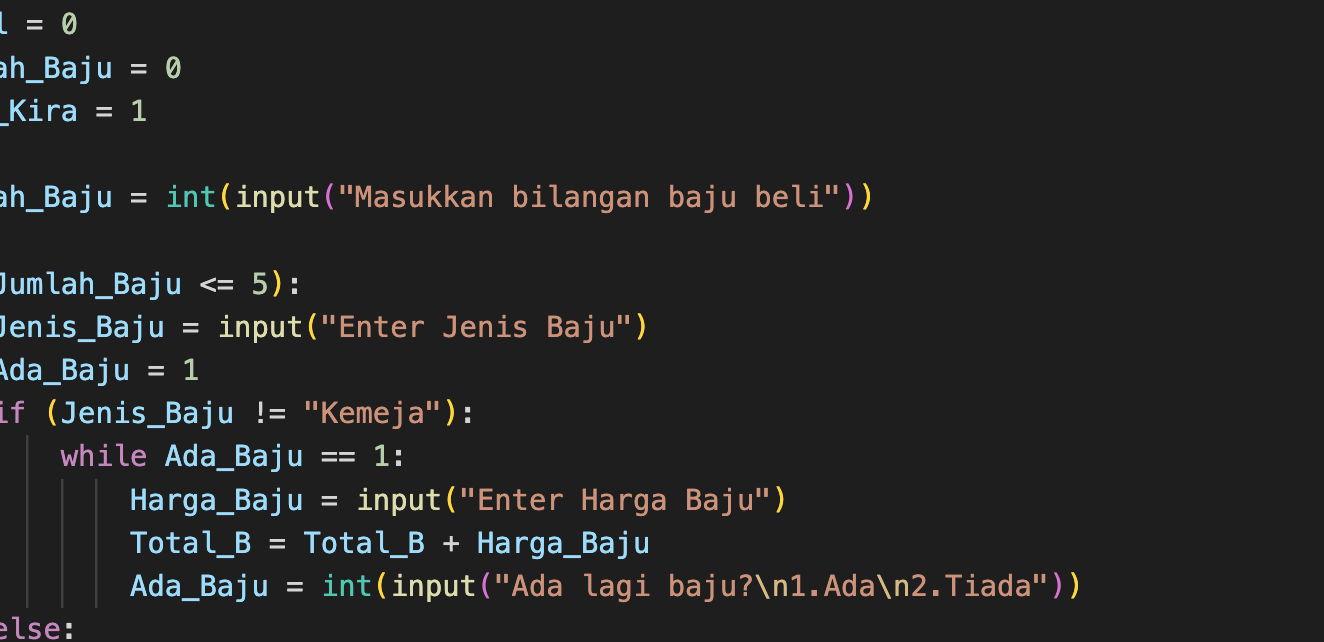 l = 0
ah_Baju = 0
_Kira = 1
ah_Baju = int(input("Masukkan bilangan baju beli"))
Jumlah_Baju <= 5):
Jenis_Baju = input("Enter Jenis Baju")
Ada_Baju = 1
if (Jenis_Baju != "Kemeja"):
while Ada_Baju == 1:
Harga_Baju = input("Enter Harga Baju")
Total_B = Total_B + Harga_Baju
Ada_Baju = int(input("Ada lagi baju?\n1.Ada\n2.Tiada"))
else: